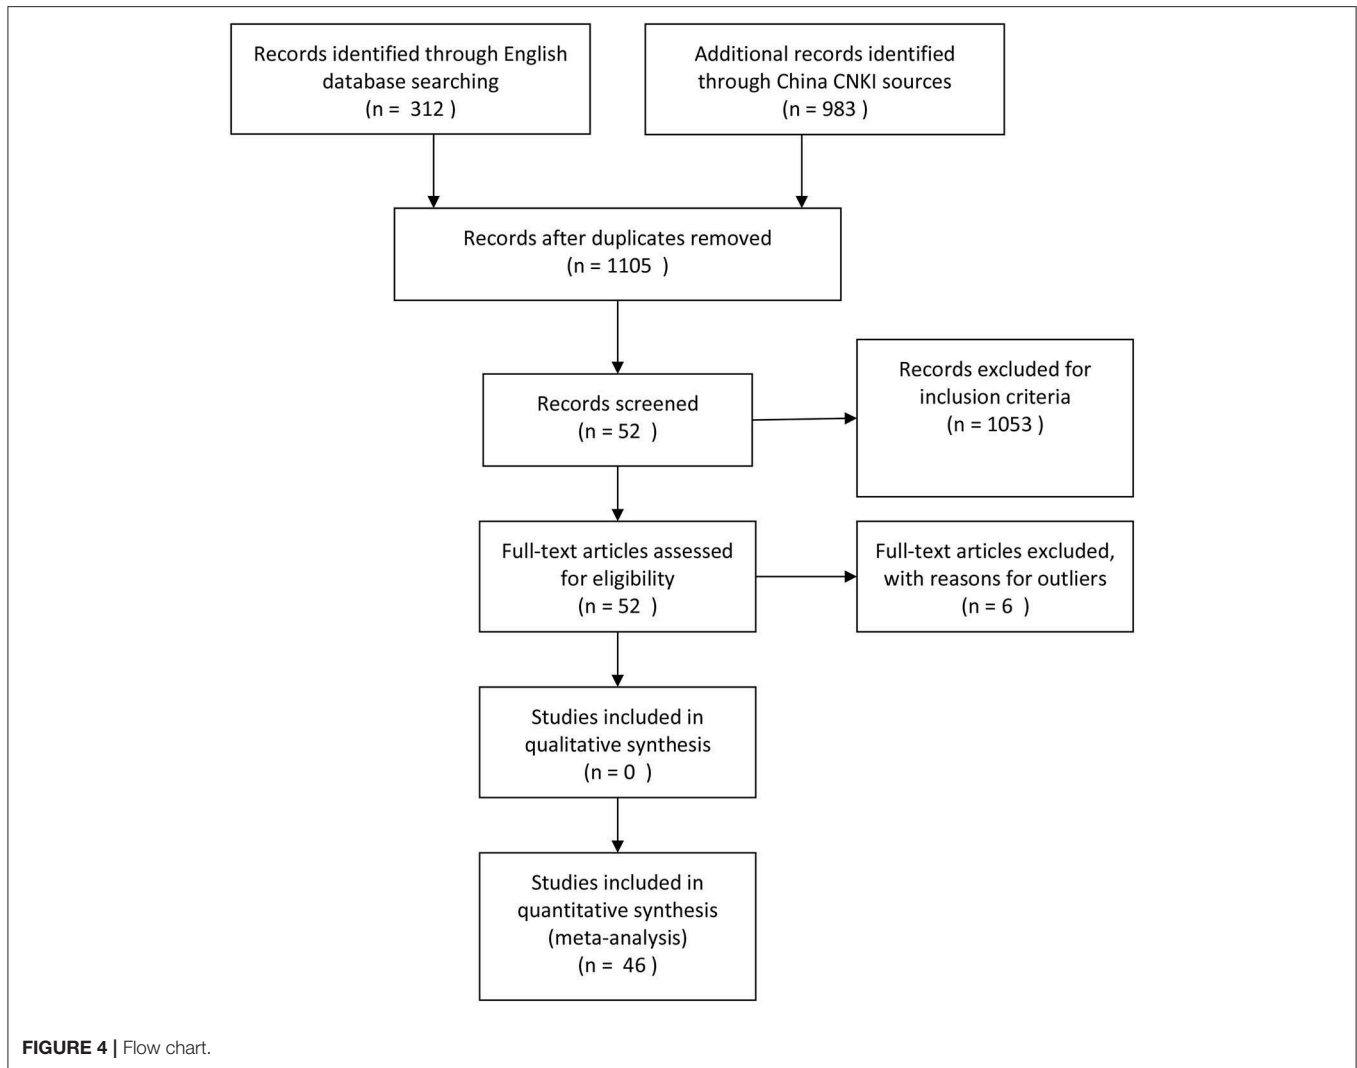 Records identified through English
database searching
(n = 312 )
Additional records identified
through China CNKI sources
(n = 983 )
Records after duplicates removed
(n = 1105 )
Records screened
(n = 52 )
Records excluded for
inclusion criteria
(n = 1053 )
Full-text articles assessed
for eligibility
(n = 52 )
Full-text articles excluded,
with reasons for outliers
(n = 6 )
Studies included in
qualitative synthesis
(n = 0 )
Studies included in
quantitative synthesis
(meta-analysis)
(n = 46 )
FIGURE 4 | Flow chart.